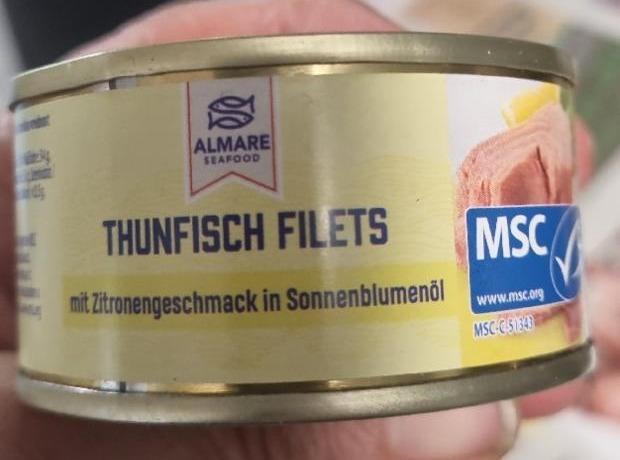 ALMARE
SEAFOOD
THUNFISCH FILETS
mit Zitronengeschmack in Sonnenblumenöl
MSC
www.msc.org
MSC-C-51343